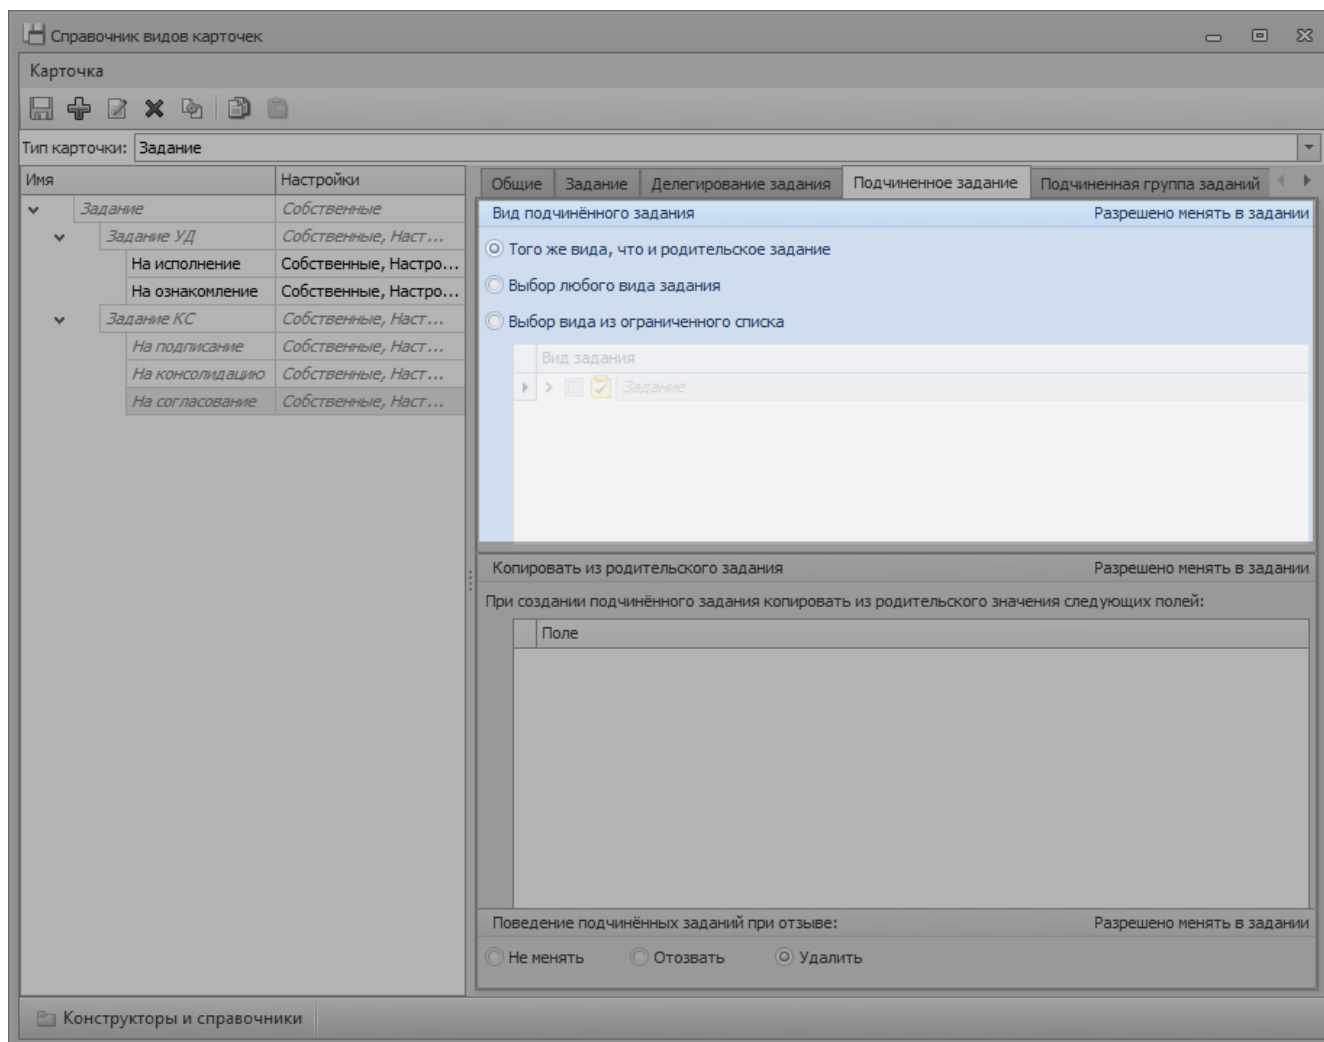 Справочник видов карточек
Карточка
Тип карточки: Задание
Имя Настройки
Задание Собственные
Задание УД Собственные, Наст...
На исполнение Собственные, Настро...
На ознакомление Собственные, Настро...
Задание КС Собственные, Наст...
На подписание Собственные, Наст...
На консолидацию Собственные, Наст...
На согласование Собственные, Наст...
Общие Задание Делегирование задания Подчиненное задание Подчиненная группа заданий
Вид подчинённого задания Разрешено менять в задании
Того же вида, что и родительское задание
Выбор любого вида задания
Выбор вида из ограниченного списка
Вид задания
Задание
Копировать из родительского задания Разрешено менять в задании
При создании подчинённого задания копировать из родительского значения следующих полей:
Поле
Поведение подчинённых заданий при отзыве: Разрешено менять в задании
Не менять Отозвать Удалить
Конструкторы и справочники